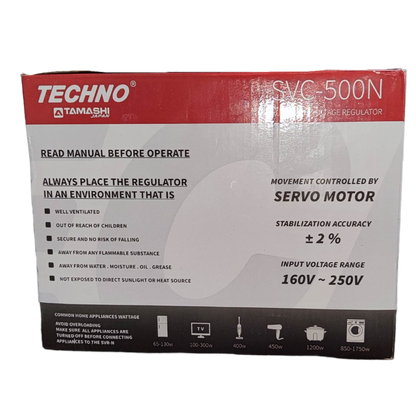 TECHNO®
TAMASHI
JAPAN
SVC-500N
VOLTAGE REGULATOR
READ MANUAL BEFORE OPERATE
ALWAYS PLACE THE REGULATOR
IN AN ENVIRONMENT THAT IS
WELL VENTILATED
OUT OF REACH OF CHILDREN
SECURE AND NO RISK OF FALLING
AWAY FROM ANY FLAMMABLE SUBSTANCE
AWAY FROM WATER . MOISTURE . OIL . GREASE
NOT EXPOSED TO DIRECT SUNLIGHT OR HEAT SOURCE
MOVEMENT CONTROLLED BY
SERVO MOTOR
STABILIZATION ACCURACY
± 2 %
INPUT VOLTAGE RANGE
160V ~ 250V
COMMON HOME APPLIANCES WATTAGE
AVOID OVERLOADING
MAKE SURE ALL APPLIANCES ARE
TURNED OFF BEFORE CONNECTING
APPLIANCES TO THE SUB-N
TV
65-130w
100-300w
400w
450w
1200w
850-1750w